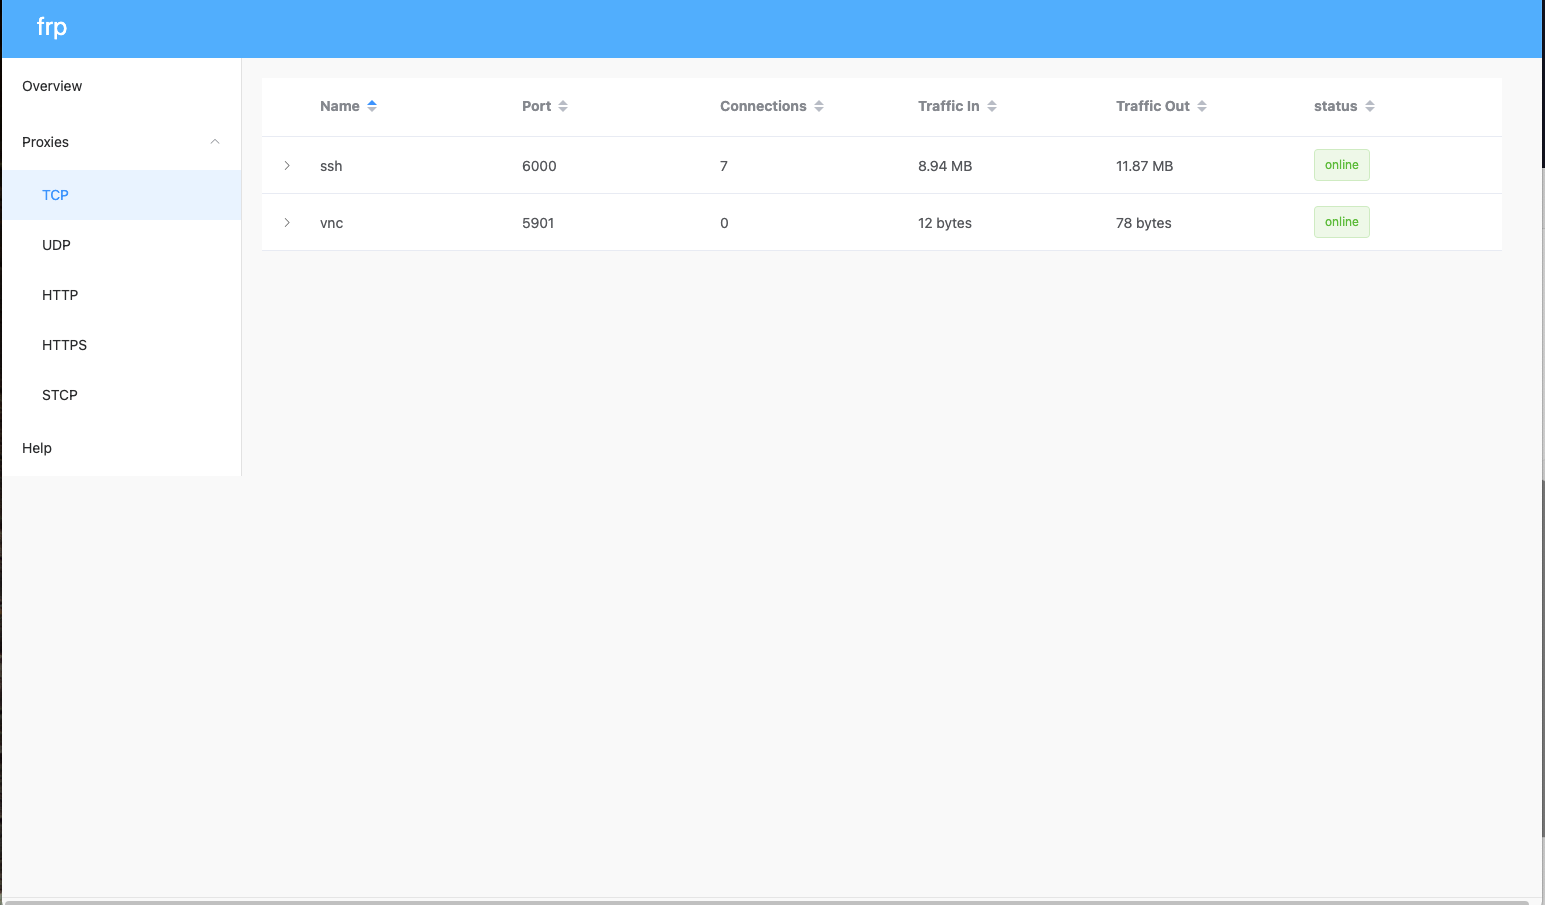 frp
Overview
Proxies
TCP
UDP
HTTP
HTTPS
STCP
Help
Name Port Connections Traffic In Traffic Out status
ssh 6000 7 8.94 MB 11.87 MB online
vnc 5901 0 12 bytes 78 bytes online